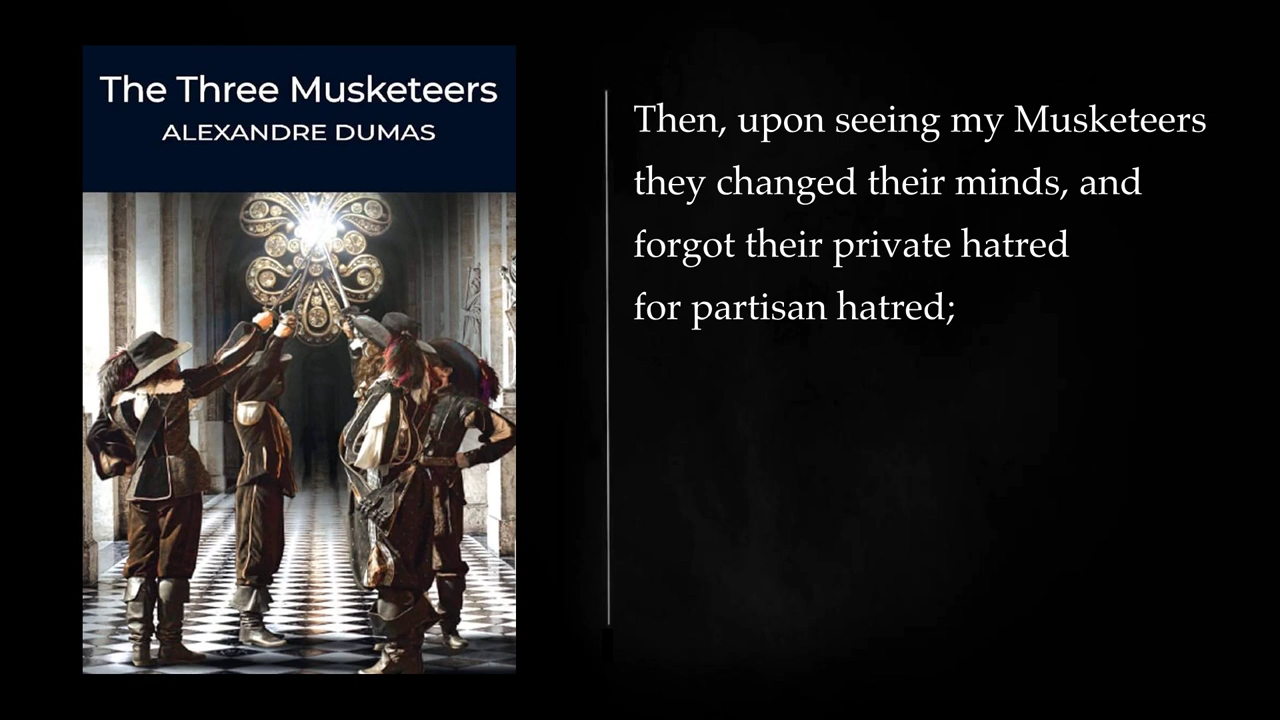 The Three Musketeers
ALEXANDRE DUMAS
Then, upon seeing my Musketeers
they changed their minds, and
forgot their private hatred
for partisan hatred;